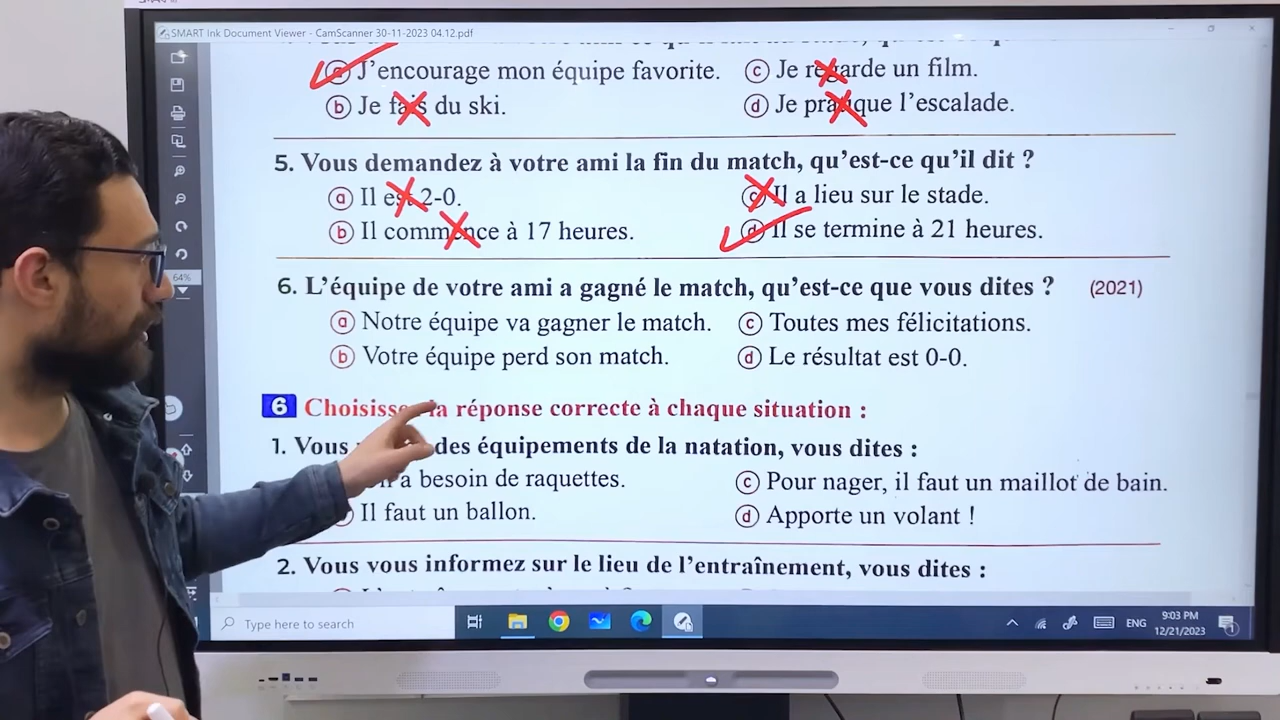 SMART Ink Document Viewer - CamScanner 30-11-2023 04.12.pdf
ⓐ J'encourage mon équipe favorite. ⓒ Je regarde un film.
ⓑ Je fais du ski. ⓓ Je pratique l'escalade.
5. Vous demandez à votre ami la fin du match, qu'est-ce qu'il dit ?
ⓐ Il est 2-0. ⓒ Il a lieu sur le stade.
ⓑ Il commence à 17 heures. ⓓ Il se termine à 21 heures.
64%
6. L'équipe de votre ami a gagné le match, qu'est-ce que vous dites ? (2021)
ⓐ Notre équipe va gagner le match. ⓒ Toutes mes félicitations.
ⓑ Votre équipe perd son match. ⓓ Le résultat est 0-0.
6 Choisissez la réponse correcte à chaque situation :
1. Vous des équipements de la natation, vous dites :
a besoin de raquettes. ⓒ Pour nager, il faut un maillot de bain.
Il faut un ballon. ⓓ Apporte un volant !
2. Vous vous informez sur le lieu de l'entraînement, vous dites :
Type here to search
ENG
9:03 PM
12/21/2023